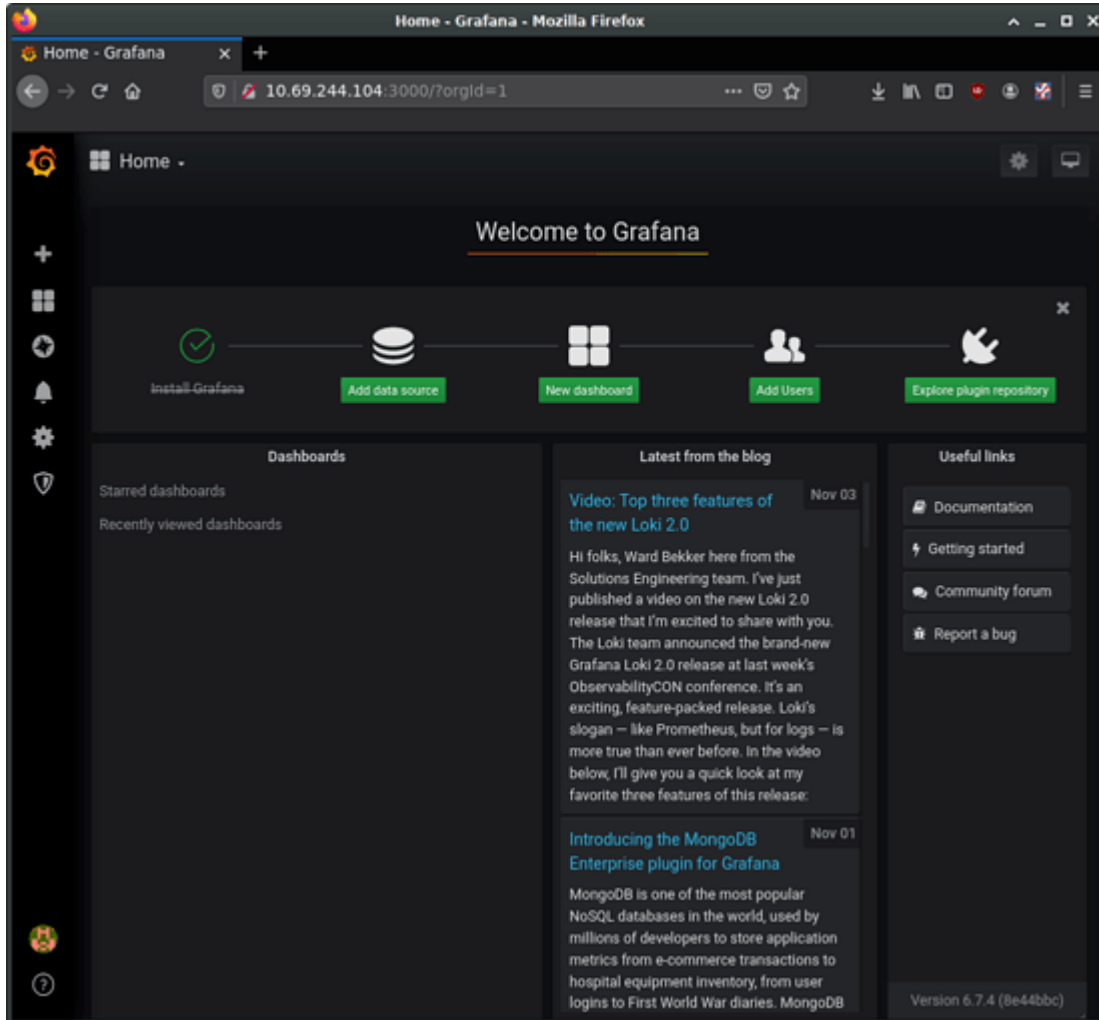 Home - Grafana - Mozilla Firefox
Home - Grafana
10.69.244.104:3000/?orgId=1
Home
Welcome to Grafana
Install Grafana
Add data source
New dashboard
Add Users
Explore plugin repository
Dashboards
Starred dashboards
Recently viewed dashboards
Latest from the blog
Video: Top three features of
the new Loki 2.0
Nov 03
Hi folks, Ward Bekker here from the
Solutions Engineering team. I've just
published a video on the new Loki 2.0
release that I'm excited to share with you.
The Loki team announced the brand-new
Grafana Loki 2.0 release at last week's
ObservabilityCON conference. It's an
exciting, feature-packed release. Loki's
slogan — like Prometheus, but for logs — is
more true than ever before. In the video
below, I'll give you a quick look at my
favorite three features of this release:
Introducing the MongoDB
Enterprise plugin for Grafana
Nov 01
MongoDB is one of the most popular
NoSQL databases in the world, used by
millions of developers to store application
metrics from e-commerce transactions to
hospital equipment inventory, from user
logins to First World War diaries. MongoDB
Useful links
Documentation
Getting started
Community forum
Report a bug
Version 6.7.4 (8e44bbc)